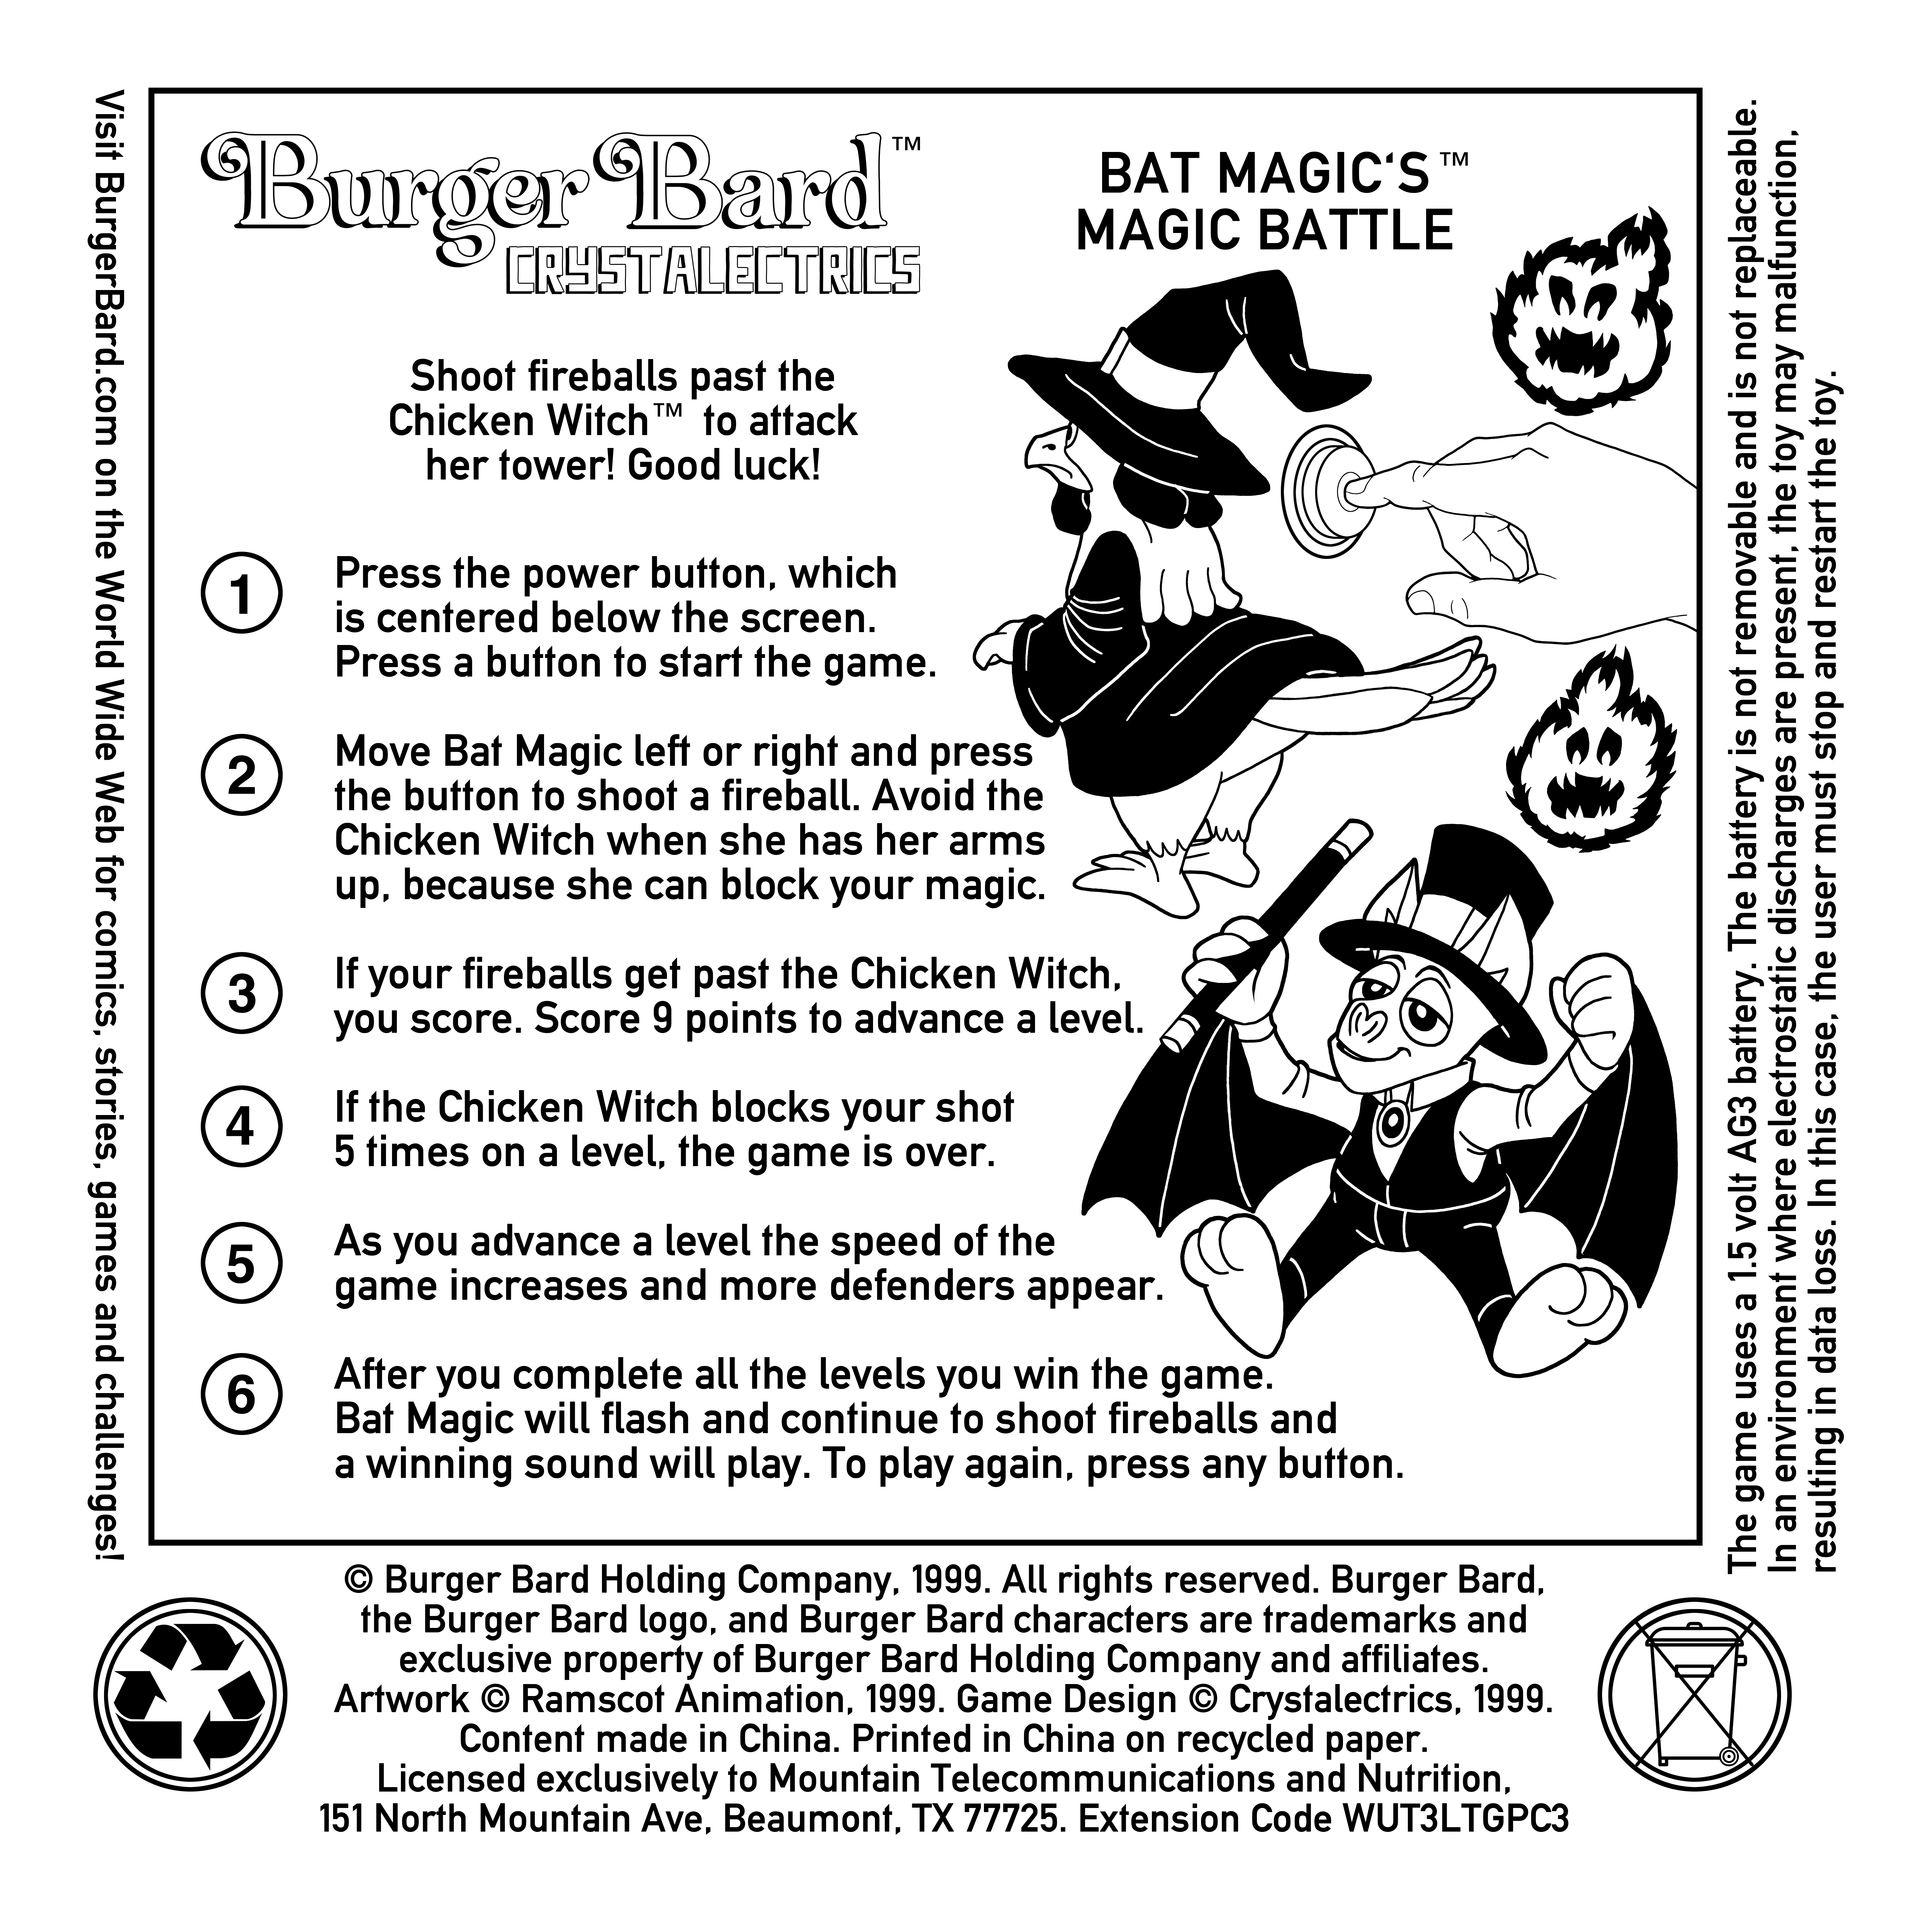 Burger Bard™
CRYSTALECTRICS
BAT MAGIC‘S™
MAGIC BATTLE
Shoot fireballs past the
Chicken Witch™ to attack
her tower! Good luck!
1
Press the power button, which
is centered below the screen.
Press a button to start the game.
2
Move Bat Magic left or right and press
the button to shoot a fireball. Avoid the
Chicken Witch when she has her arms
up, because she can block your magic.
3
If your fireballs get past the Chicken Witch,
you score. Score 9 points to advance a level.
4
If the Chicken Witch blocks your shot
5 times on a level, the game is over.
5
As you advance a level the speed of the
game increases and more defenders appear.
6
After you complete all the levels you win the game.
Bat Magic will flash and continue to shoot fireballs and
a winning sound will play. To play again, press any button.
Visit BurgerBard.com on the World Wide Web for comics, stories, games and challenges!
The game uses a 1.5 volt AG3 battery. The battery is not removable and is not replaceable.
In an environment where electrostatic discharges are present, the toy may malfunction,
resulting in data loss. In this case, the user must stop and restart the toy.
© Burger Bard Holding Company, 1999. All rights reserved. Burger Bard,
the Burger Bard logo, and Burger Bard characters are trademarks and
exclusive property of Burger Bard Holding Company and affiliates.
Artwork © Ramscot Animation, 1999. Game Design © Crystalectrics, 1999.
Content made in China. Printed in China on recycled paper.
Licensed exclusively to Mountain Telecommunications and Nutrition,
151 North Mountain Ave, Beaumont, TX 77725. Extension Code WUT3LTGPC3